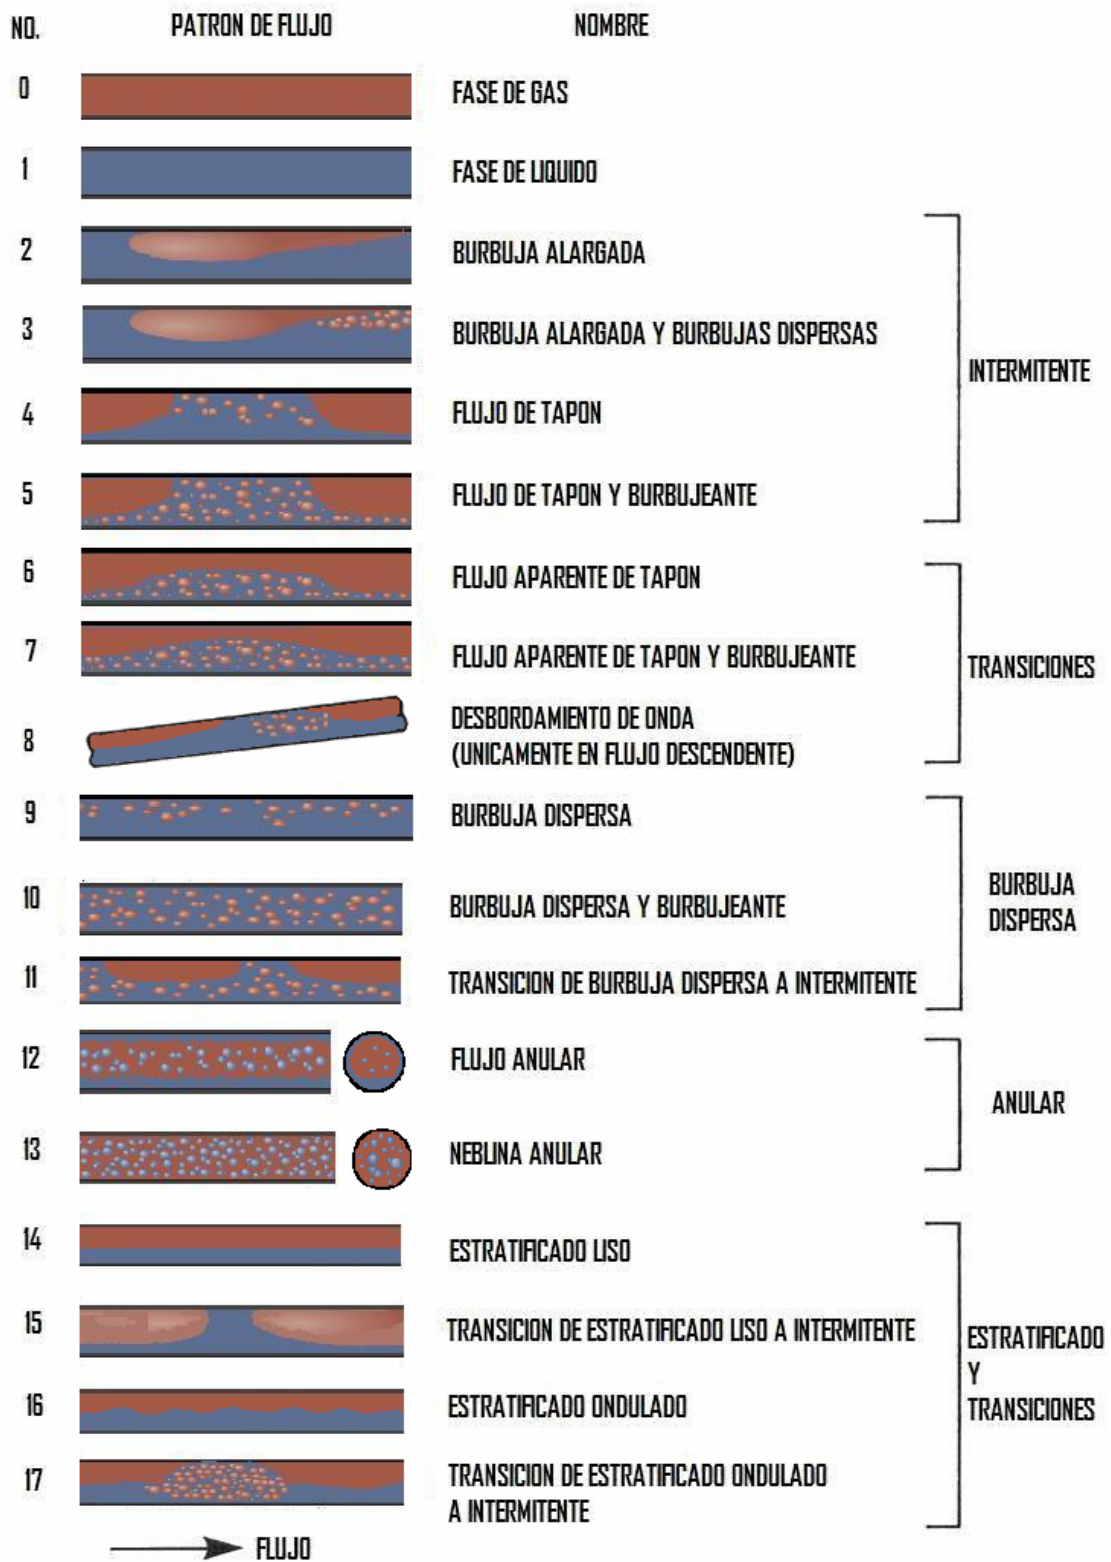 NO. PATRON DE FLUJO NOMBRE
0 FASE DE GAS
1 FASE DE LIQUIDO
2 BURBUJA ALARGADA
3 BURBUJA ALARGADA Y BURBUJAS DISPERSAS
INTERMITENTE
4 FLUJO DE TAPON
5 FLUJO DE TAPON Y BURBUJEANTE
6 FLUJO APARENTE DE TAPON
7 FLUJO APARENTE DE TAPON Y BURBUJEANTE
TRANSICIONES
8 DESBORDAMIENTO DE ONDA
(UNICAMENTE EN FLUJO DESCENDENTE)
9 BURBUJA DISPERSA
10 BURBUJA DISPERSA Y BURBUJEANTE
BURBUJA
DISPERSA
11 TRANSICION DE BURBUJA DISPERSA A INTERMITENTE
12 FLUJO ANULAR
ANULAR
13 NEBLINA ANULAR
14 ESTRATIFICADO LISO
15 TRANSICION DE ESTRATIFICADO LISO A INTERMITENTE
ESTRATIFICADO
Y
TRANSICIONES
16 ESTRATIFICADO ONDULADO
17 TRANSICION DE ESTRATIFICADO ONDULADO
A INTERMITENTE
FLUJO